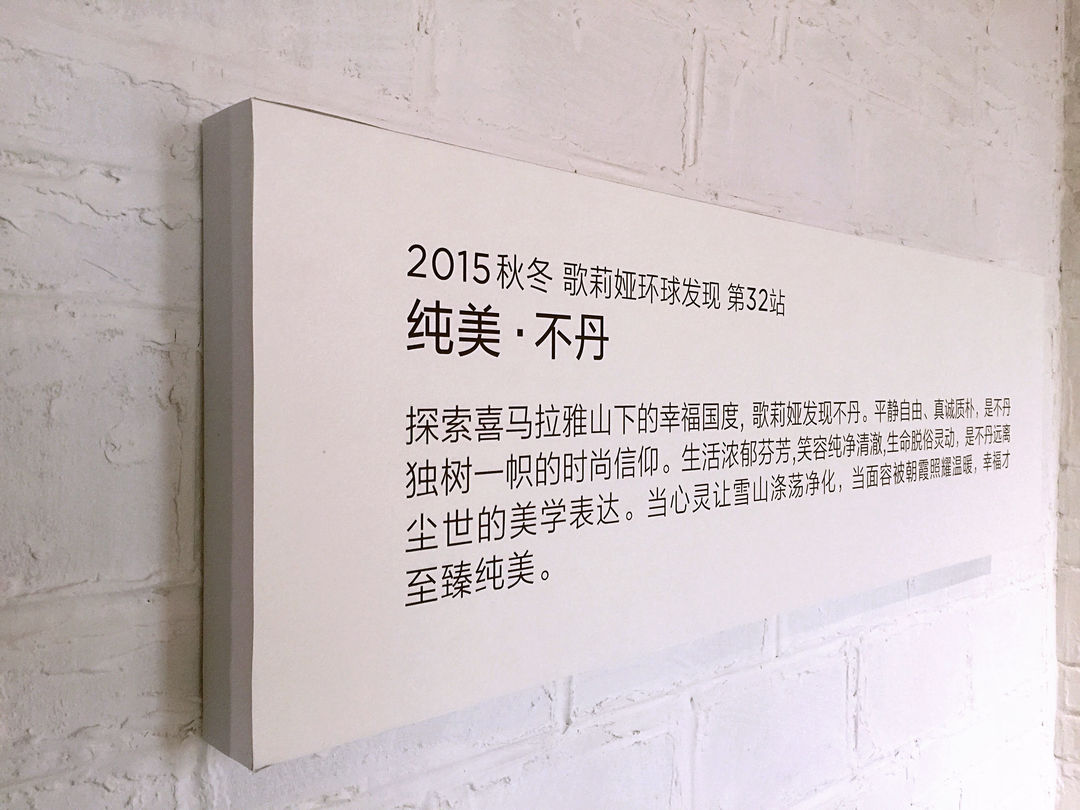 2015秋冬 歌莉娅环球发现 第32站
纯美·不丹
探索喜马拉雅山下的幸福国度, 歌莉娅发现不丹。平静自由、真诚质朴，是不丹
独树一帜的时尚信仰。生活浓郁芬芳,笑容纯净清澈,生命脱俗灵动，是不丹远离
尘世的美学表达。当心灵让雪山涤荡净化，当面容被朝霞照耀温暖，幸福才
至臻纯美。